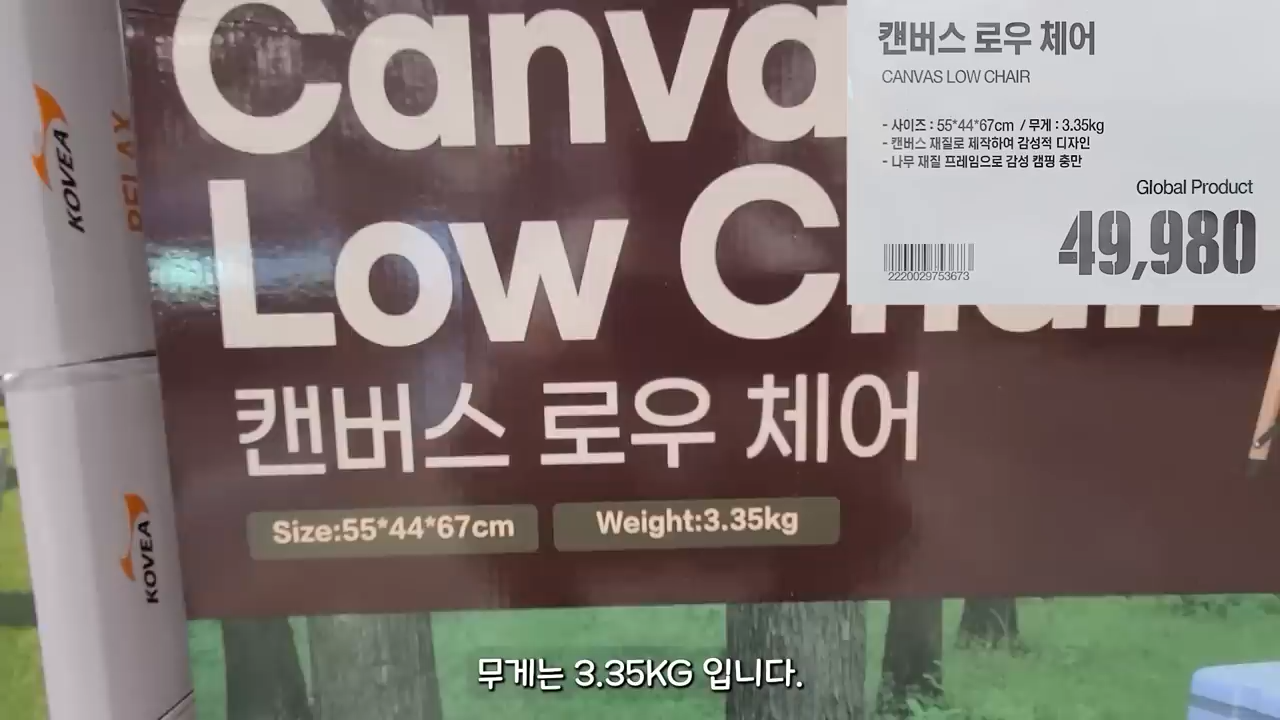 KOVEA
RELAY
KOVEA
Canva
Low Chair
캔버스 로우 체어
Size:55*44*67cm
Weight:3.35kg
캔버스 로우 체어
CANVAS LOW CHAIR
- 사이즈 : 55*44*67cm / 무게 : 3.35kg
- 캔버스 재질로 제작하여 감성적 디자인
- 나무 재질 프레임으로 감성 캠핑 충만
Global Product
49,980
2220029753673
무게는 3.35KG 입니다.